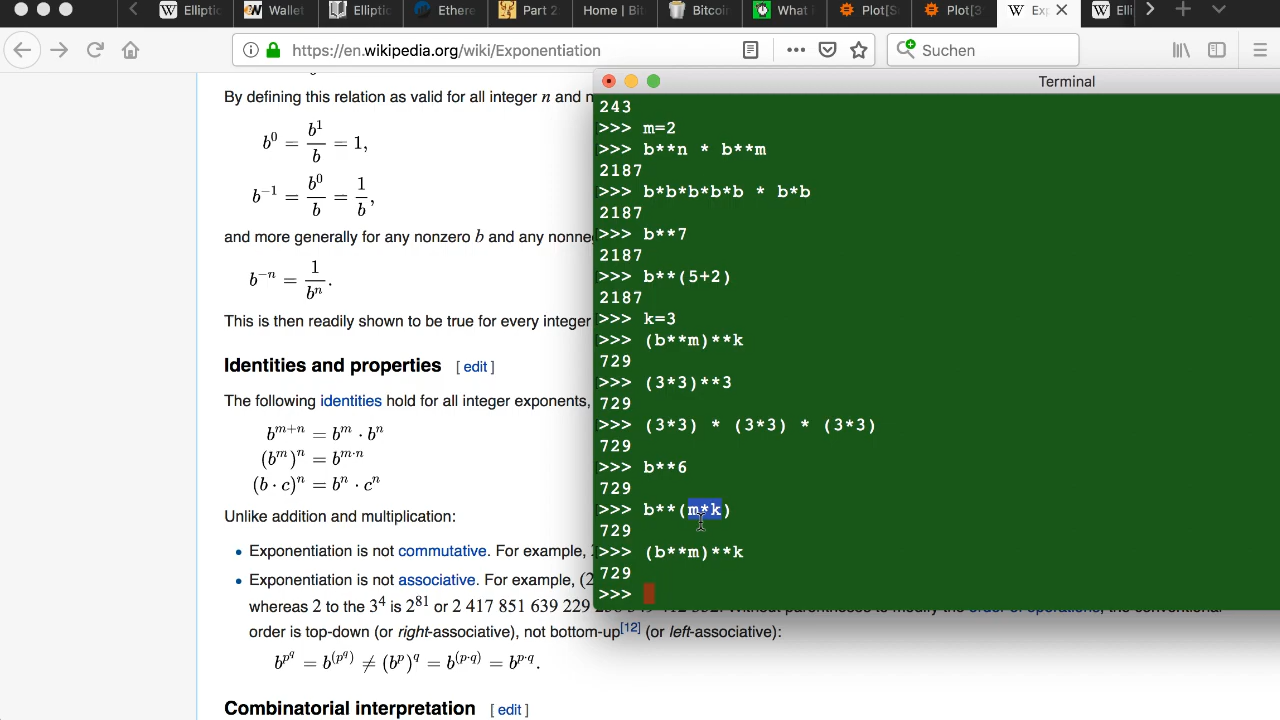 Elliptic
Wallet
Elliptic
Ethere
Part 2
Home | Bit
Bitcoin
What i
Plot[S
Plot[3
Exp
Elli
https://en.wikipedia.org/wiki/Exponentiation
Suchen
By defining this relation as valid for all integer n and n
b⁰ = b¹/b = 1,
b⁻¹ = b⁰/b = 1/b,
and more generally for any nonzero b and any nonne
b⁻ⁿ = 1/bⁿ.
This is then readily shown to be true for every integer
Identities and properties [ edit ]
The following identities hold for all integer exponents,
bᵐ⁺ⁿ = bᵐ · bⁿ
(bᵐ)ⁿ = bᵐ·ⁿ
(b · c)ⁿ = bⁿ · cⁿ
Unlike addition and multiplication:
• Exponentiation is not commutative. For example,
• Exponentiation is not associative. For example, (2
whereas 2 to the 3⁴ is 2⁸¹ or 2 417 851 639 229
order is top-down (or right-associative), not bottom-up[12] (or left-associative):
b^p^q = b^(p^q) ≠ (b^p)^q = b^(p·q) = b^p·q.
Combinatorial interpretation [ edit ]
Terminal
243
>>> m=2
>>> b**n * b**m
2187
>>> b*b*b*b*b * b*b
2187
>>> b**7
2187
>>> b**(5+2)
2187
>>> k=3
>>> (b**m)**k
729
>>> (3*3)**3
729
>>> (3*3) * (3*3) * (3*3)
729
>>> b**6
729
>>> b**(m*k)
729
>>> (b**m)**k
729
>>>